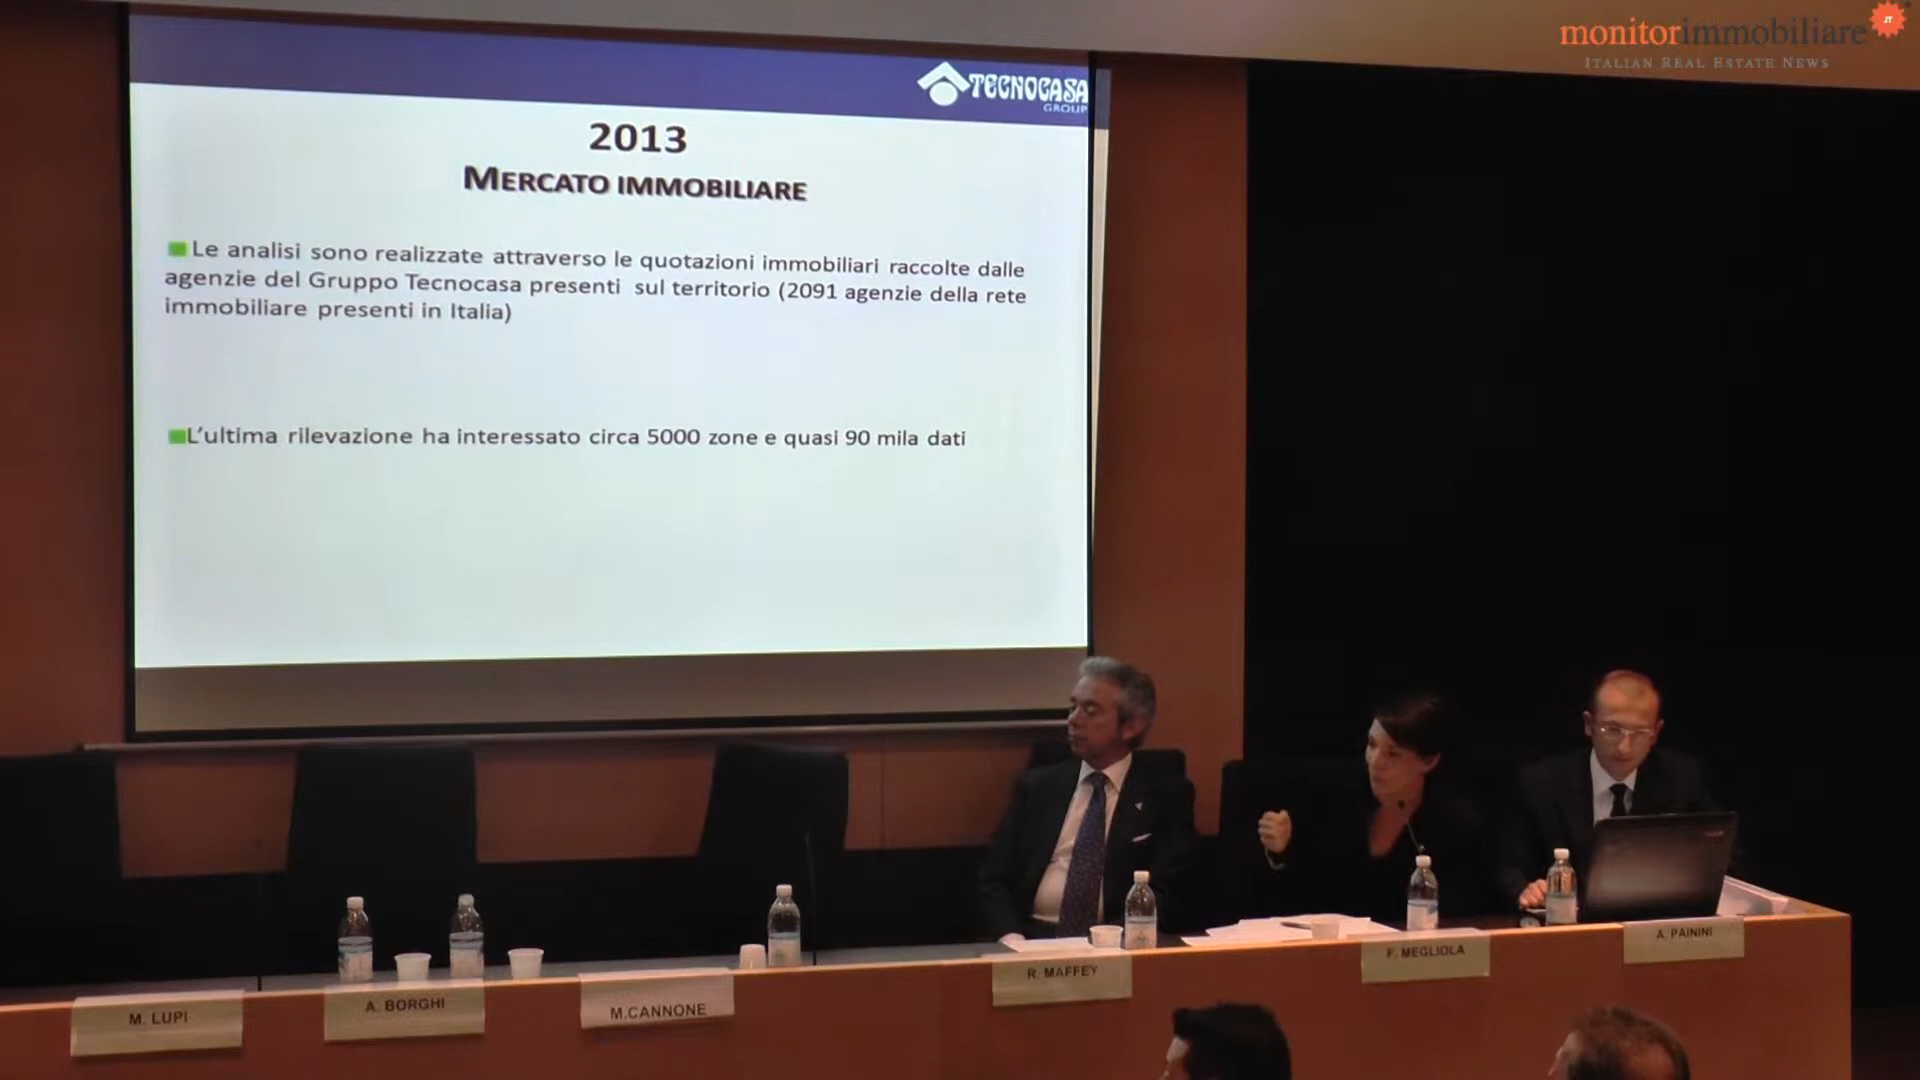 monitorimmobiliare
.IT
ITALIAN REAL ESTATE NEWS
TECNOCASA
GROUP
2013
MERCATO IMMOBILIARE
Le analisi sono realizzate attraverso le quotazioni immobiliari raccolte dalle
agenzie del Gruppo Tecnocasa presenti sul territorio (2091 agenzie della rete
immobiliare presenti in Italia)
L'ultima rilevazione ha interessato circa 5000 zone e quasi 90 mila dati
M. LUPI
A. BORGHI
M.CANNONE
R. MAFFEY
F. MEGLIOLA
A. PAININI